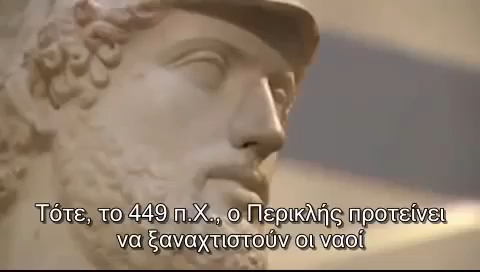 Τότε, το 449 π.Χ., ο Περικλής προτείνει
να ξαναχτιστούν οι ναοί